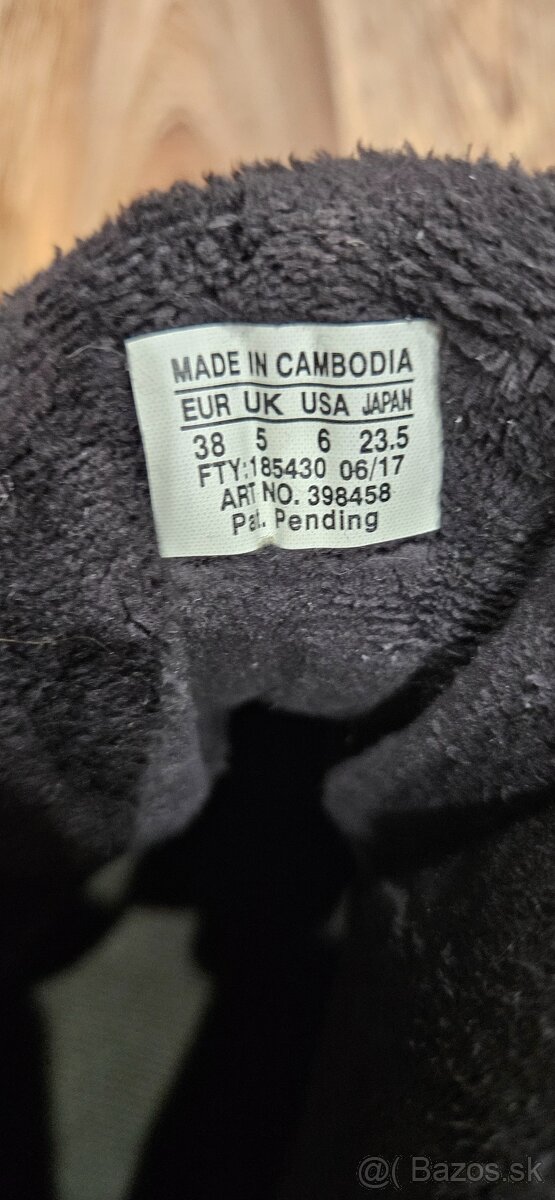 MADE IN CAMBODIA
EUR UK USA JAPAN
38 5 6 23.5
FTY:185430 06/17
ART NO. 398458
Pat. Pending
@( Bazos.sk